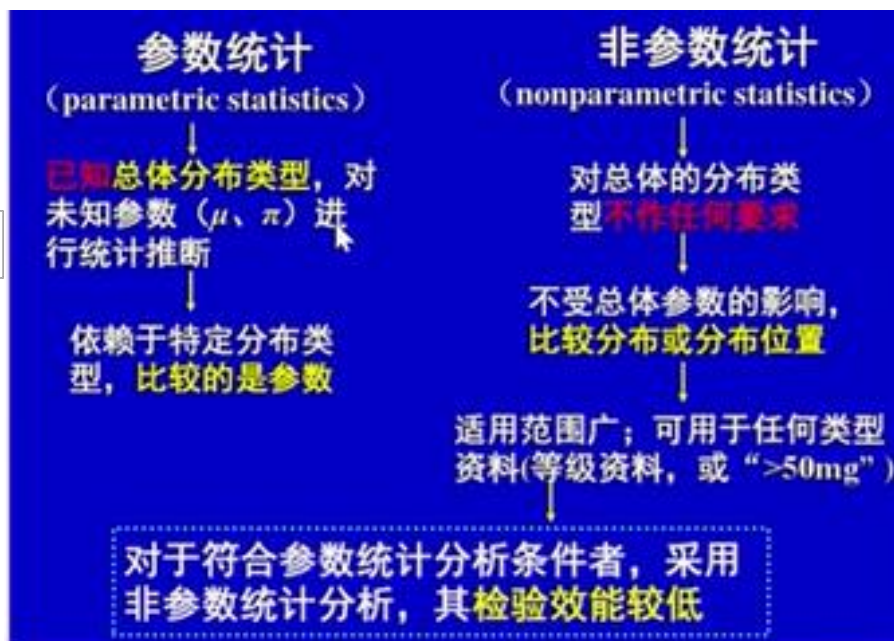 参数统计
（parametric statistics）
已知总体分布类型，对
未知参数（μ、π）进
行统计推断
依赖于特定分布类
型，比较的是参数
非参数统计
（nonparametric statistics）
对总体的分布类
型不作任何要求
不受总体参数的影响，
比较分布或分布位置
适用范围广；可用于任何类型
资料(等级资料，或“>50mg”)
对于符合参数统计分析条件者，采用
非参数统计分析，其检验效能较低